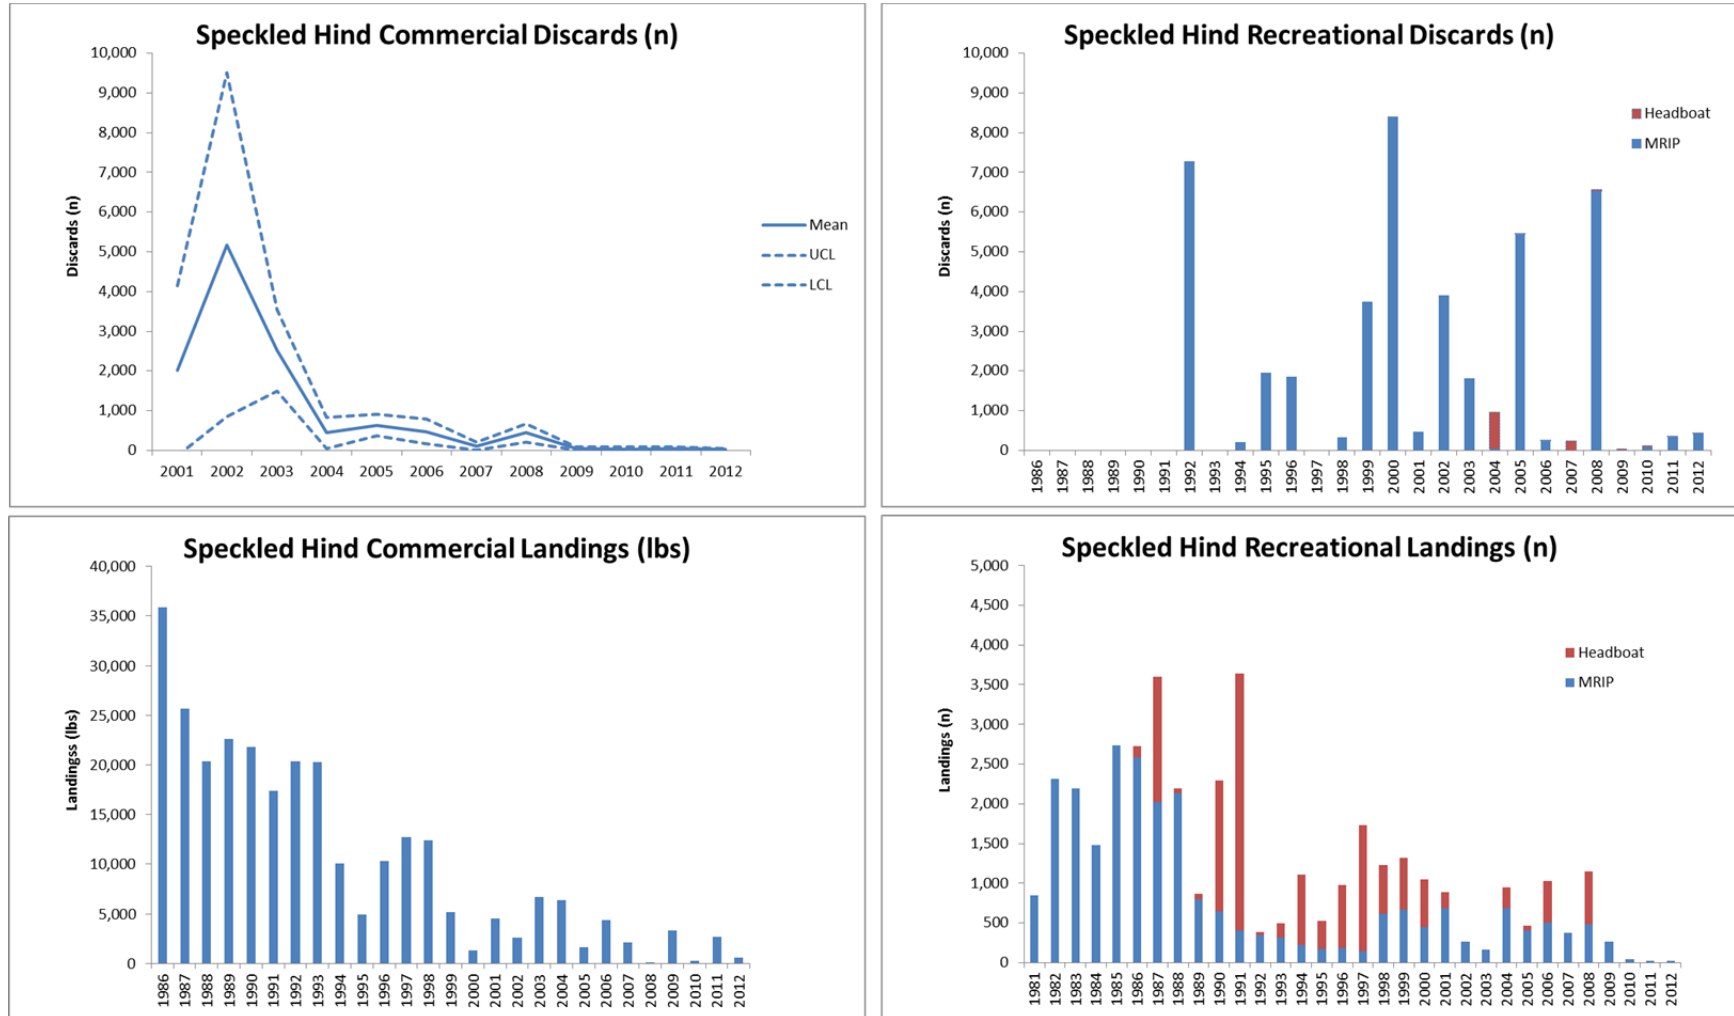 Speckled Hind Commercial Discards (n)
10,000
9,000
8,000
7,000
6,000
5,000
4,000
3,000
2,000
1,000
0
Discards (n)
2001 2002 2003 2004 2005 2006 2007 2008 2009 2010 2011 2012
Mean
UCL
LCL
Speckled Hind Recreational Discards (n)
10,000
9,000
8,000
7,000
6,000
5,000
4,000
3,000
2,000
1,000
0
Discards (n)
1986 1987 1988 1989 1990 1991 1992 1993 1994 1995 1996 1997 1998 1999 2000 2001 2002 2003 2004 2005 2006 2007 2008 2009 2010 2011 2012
Headboat
MRIP
Speckled Hind Commercial Landings (lbs)
40,000
35,000
30,000
25,000
20,000
15,000
10,000
5,000
0
Landingss (lbs)
1986 1987 1988 1989 1990 1991 1992 1993 1994 1995 1996 1997 1998 1999 2000 2001 2002 2003 2004 2005 2006 2007 2008 2009 2010 2011 2012
Speckled Hind Recreational Landings (n)
5,000
4,500
4,000
3,500
3,000
2,500
2,000
1,500
1,000
500
0
Landings (n)
1981 1982 1983 1984 1985 1986 1987 1988 1989 1990 1991 1992 1993 1994 1995 1996 1997 1998 1999 2000 2001 2002 2003 2004 2005 2006 2007 2008 2009 2010 2011 2012
Headboat
MRIP